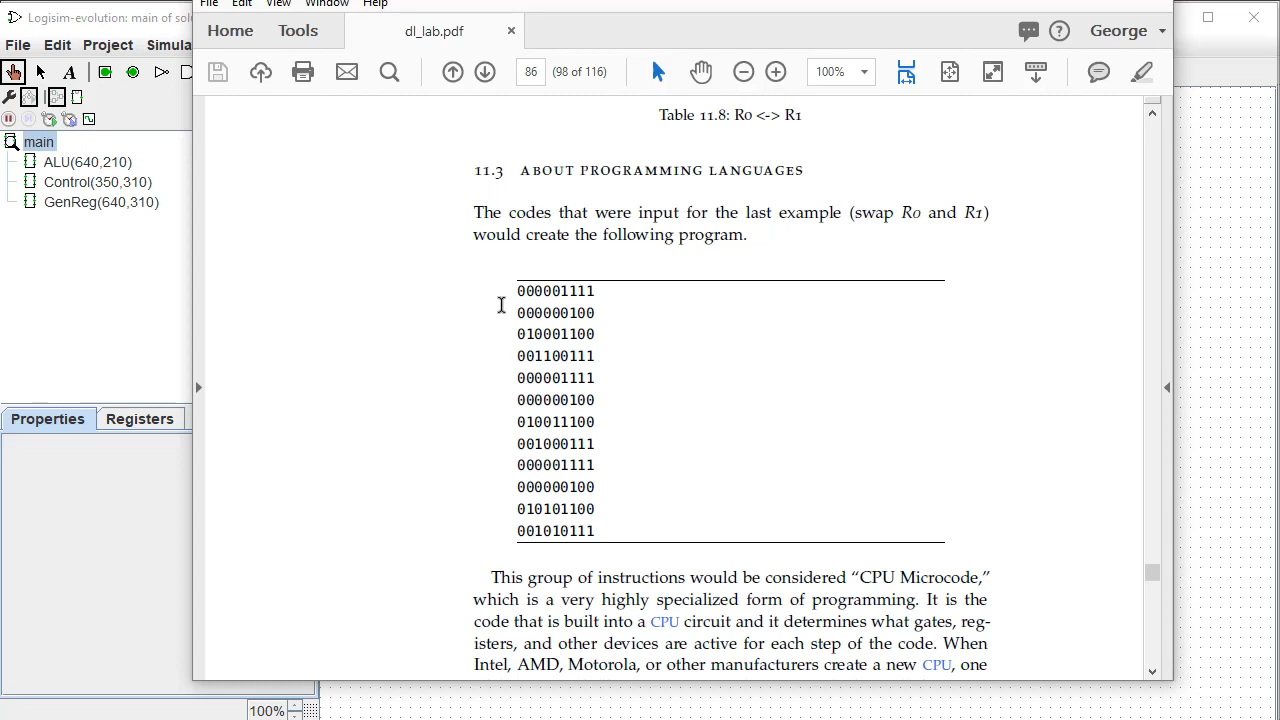 Logisim-evolution: main of sol
File Edit View Window Help
File Edit Project Simula
Home Tools dl_lab.pdf × George
A
86 (98 of 116) 100%
main
ALU(640,210)
Control(350,310)
GenReg(640,310)
Properties Registers
100%
Table 11.8: R0 <-> R1
11.3 ABOUT PROGRAMMING LANGUAGES
The codes that were input for the last example (swap R0 and R1)
would create the following program.
000001111
000000100
010001100
001100111
000001111
000000100
010011100
001000111
000001111
000000100
010101100
001010111
This group of instructions would be considered “CPU Microcode,”
which is a very highly specialized form of programming. It is the
code that is built into a CPU circuit and it determines what gates, reg-
isters, and other devices are active for each step of the code. When
Intel, AMD, Motorola, or other manufacturers create a new CPU, one